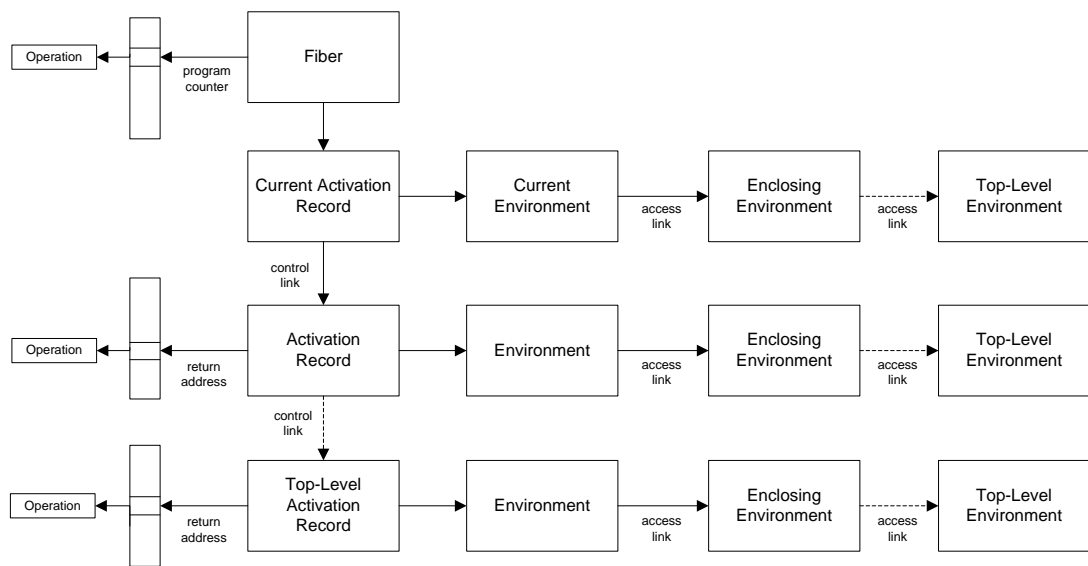 Operation
program
counter
Fiber
Current Activation
Record
Current
Environment
access
link
Enclosing
Environment
access
link
Top-Level
Environment
control
link
Operation
return
address
Activation
Record
Environment
access
link
Enclosing
Environment
access
link
Top-Level
Environment
control
link
Operation
return
address
Top-Level
Activation
Record
Environment
access
link
Enclosing
Environment
access
link
Top-Level
Environment